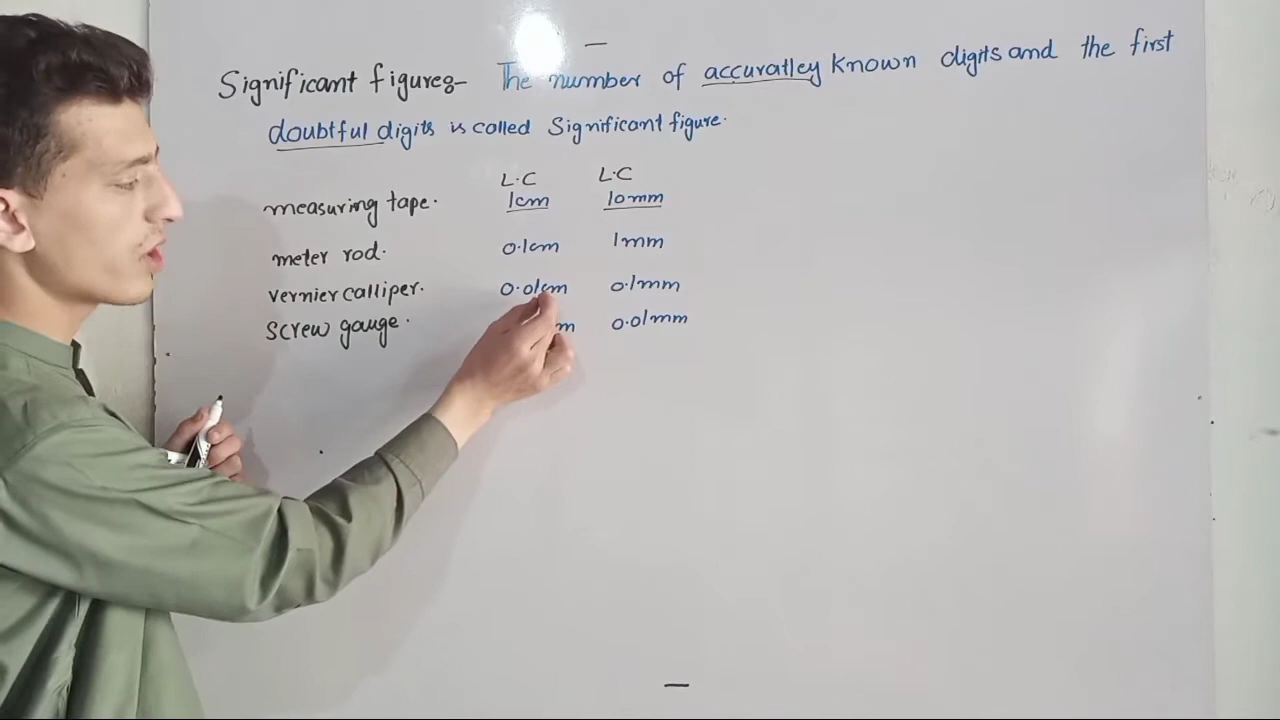 Significant figures- The number of accuratley known digits and the first
doubtful digits is called Significant figure.
L.C L.C
measuring tape. 1cm 10mm
meter rod. 0.1cm 1mm
vernier calliper. 0.01cm 0.1mm
screw gauge. m 0.01mm